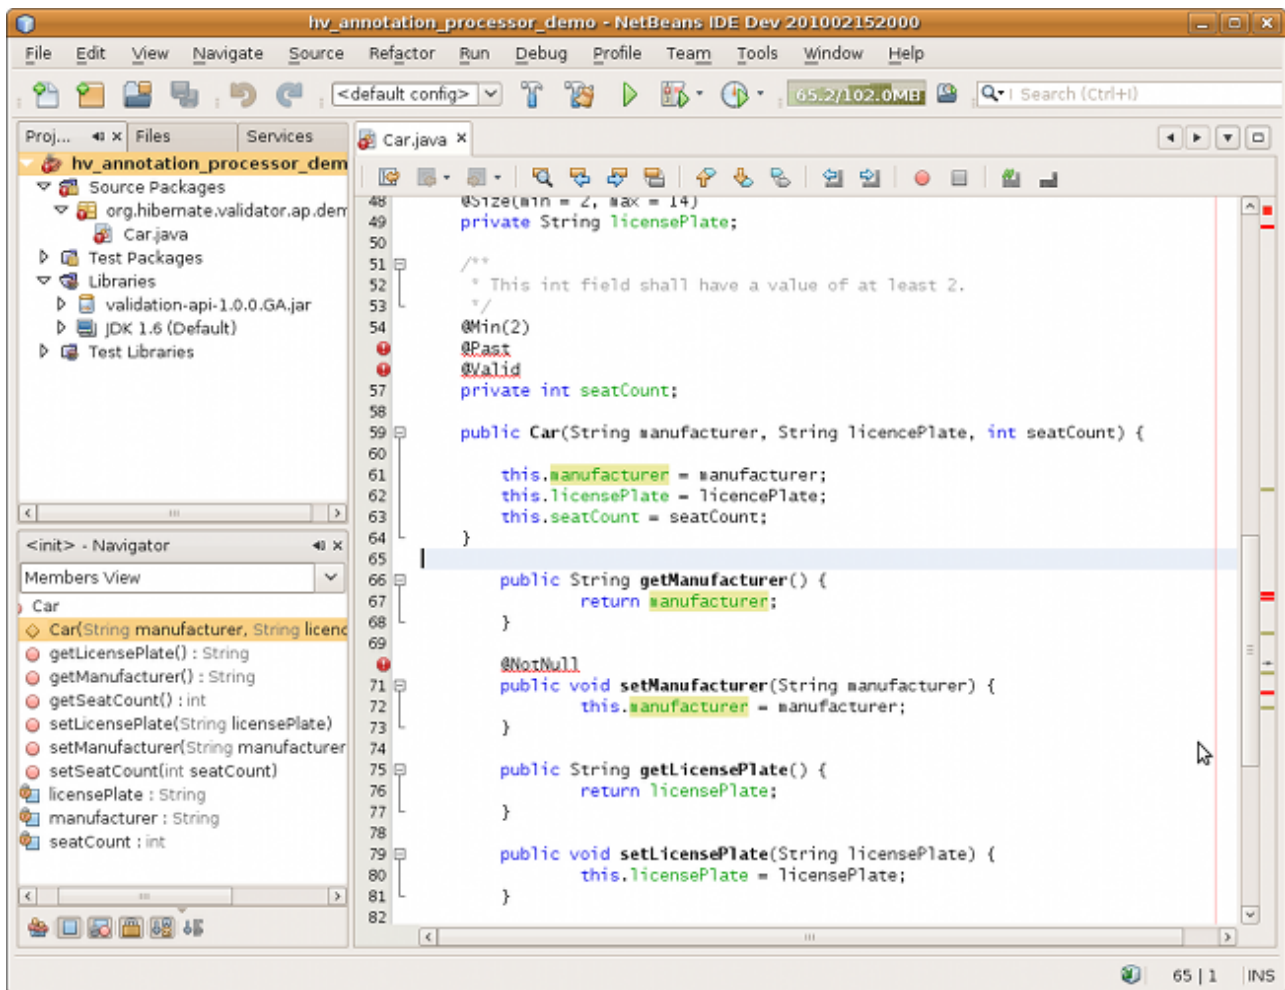 hv_annotation_processor_demo - NetBeans IDE Dev 201002152000
File Edit View Navigate Source Refactor Run Debug Profile Team Tools Window Help
<default config> 65.2/102.0MB Search (Ctrl+I)
Proj... Files Services
hv_annotation_processor_dem
Source Packages
org.hibernate.validator.ap.dem
Car.java
Test Packages
Libraries
validation-api-1.0.0.GA.jar
JDK 1.6 (Default)
Test Libraries
<init> - Navigator
Members View
Car
Car(String manufacturer, String licenc
getLicensePlate() : String
getManufacturer() : String
getSeatCount() : int
setLicensePlate(String licensePlate)
setManufacturer(String manufacturer
setSeatCount(int seatCount)
licensePlate : String
manufacturer : String
seatCount : int
Car.java
48 @Size(min = 2, max = 14)
49 private String licensePlate;
50
51 /**
52 * This int field shall have a value of at least 2.
53 */
54 @Min(2)
@Past
@Valid
57 private int seatCount;
58
59 public Car(String manufacturer, String licencePlate, int seatCount) {
60
61 this.manufacturer = manufacturer;
62 this.licensePlate = licencePlate;
63 this.seatCount = seatCount;
64 }
65
66 public String getManufacturer() {
67 return manufacturer;
68 }
69
@NotNull
71 public void setManufacturer(String manufacturer) {
72 this.manufacturer = manufacturer;
73 }
74
75 public String getLicensePlate() {
76 return licensePlate;
77 }
78
79 public void setLicensePlate(String licensePlate) {
80 this.licensePlate = licensePlate;
81 }
82
65 | 1 INS